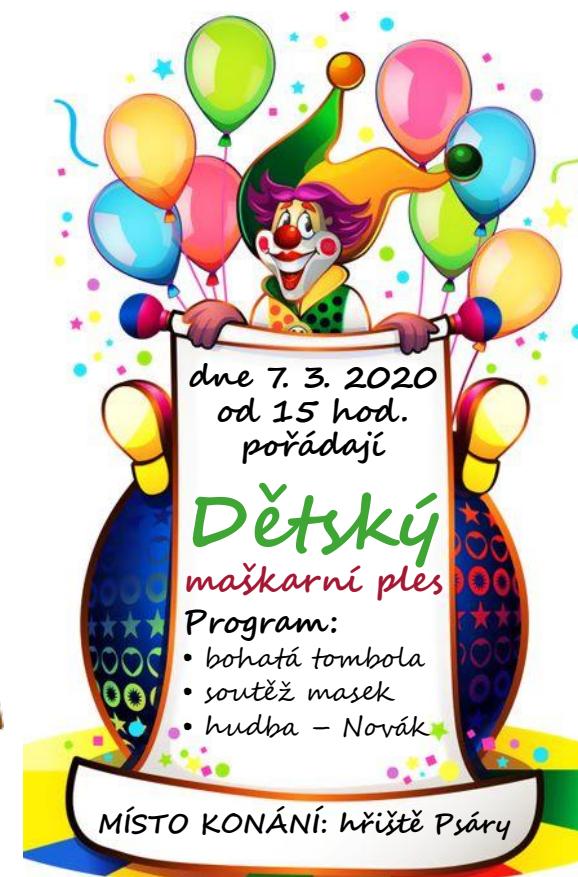 dne 7. 3. 2020
od 15 hod.
pořádají
Dětský
maškarní ples
Program:
• bohatá tombola
• soutěž masek
• hudba – Novák
MÍSTO KONÁNÍ: hřiště Psáry